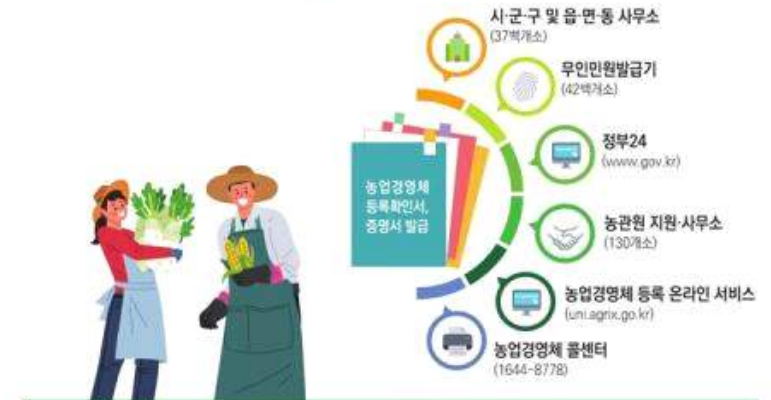 시·군·구 및 읍·면·동 사무소
(37백개소)
무인민원발급기
(42백개소)
정부24
(www.gov.kr)
농업경영체
등록확인서,
증명서 발급
농관원 지원·사무소
(130개소)
농업경영체 등록 온라인 서비스
(uni.agrix.go.kr)
농업경영체 콜센터
(1644-8778)